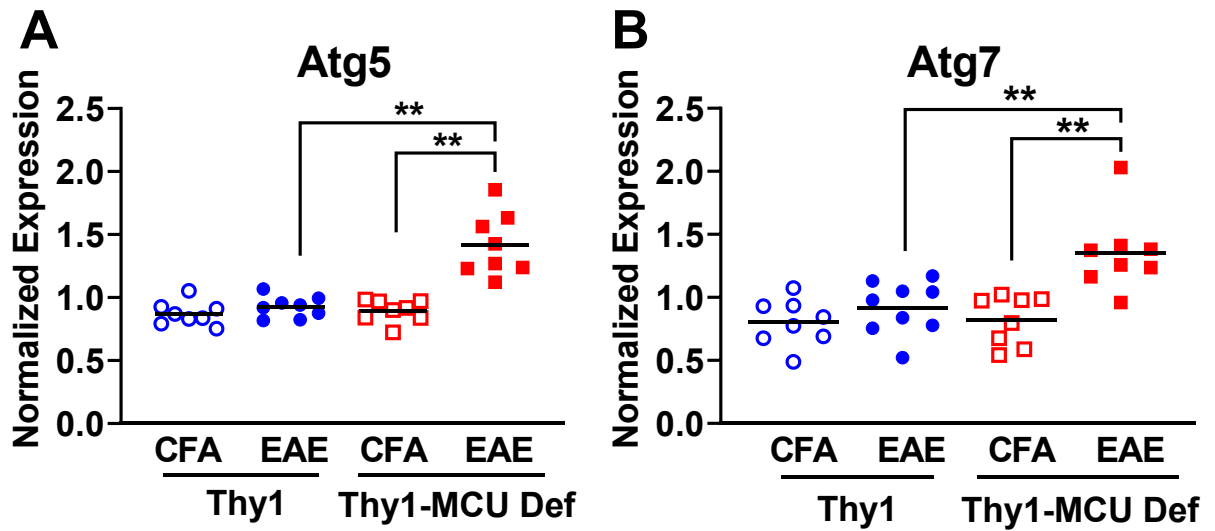 A
Atg5
Normalized Expression
2.5
2.0
1.5
1.0
0.5
0.0
**
**
CFA EAE CFA EAE
Thy1 Thy1-MCU Def
B
Atg7
Normalized Expression
2.5
2.0
1.5
1.0
0.5
0.0
**
**
CFA EAE CFA EAE
Thy1 Thy1-MCU Def